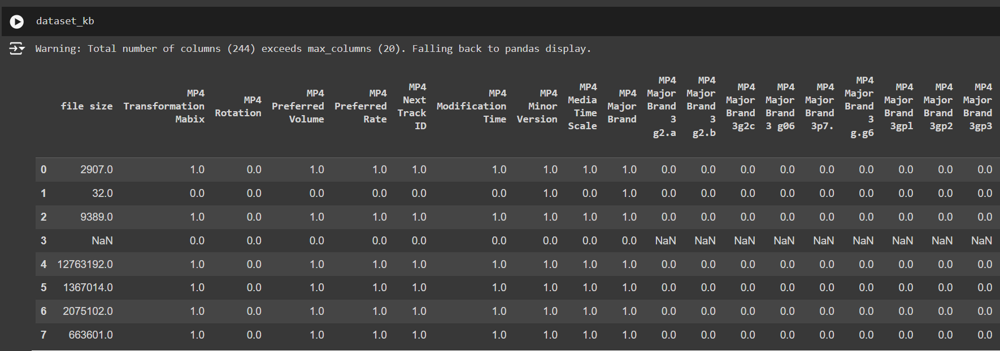 dataset_kb
Warning: Total number of columns (244) exceeds max_columns (20). Falling back to pandas display.
file size MP4 Transformation Mabix MP4 Rotation MP4 Preferred Volume MP4 Preferred Rate MP4 Next Track ID MP4 Modification Time MP4 Minor Version MP4 Media Time Scale MP4 Major Brand MP4 Major Brand 3 g2.a MP4 Major Brand 3 g2.b MP4 Major Brand 3g2c MP4 Major Brand 3 g06 MP4 Major Brand 3p7. MP4 Major Brand 3 g.g6 MP4 Major Brand 3gpl MP4 Major Brand 3gp2 MP4 Major Brand 3gp3
0 2907.0 1.0 0.0 1.0 1.0 1.0 1.0 1.0 1.0 1.0 0.0 0.0 0.0 0.0 0.0 0.0 0.0 0.0 0.0
1 32.0 0.0 0.0 0.0 0.0 0.0 0.0 1.0 0.0 1.0 0.0 0.0 0.0 0.0 0.0 0.0 0.0 0.0 0.0
2 9389.0 1.0 0.0 1.0 1.0 1.0 1.0 1.0 1.0 1.0 0.0 0.0 0.0 0.0 0.0 0.0 0.0 0.0 0.0
3 NaN 0.0 0.0 0.0 0.0 0.0 0.0 0.0 0.0 0.0 NaN NaN NaN NaN NaN NaN NaN NaN NaN
4 12763192.0 1.0 0.0 1.0 1.0 1.0 1.0 1.0 1.0 1.0 0.0 0.0 0.0 0.0 0.0 0.0 0.0 0.0 0.0
5 1367014.0 1.0 0.0 1.0 1.0 1.0 1.0 1.0 1.0 1.0 0.0 0.0 0.0 0.0 0.0 0.0 0.0 0.0 0.0
6 2075102.0 1.0 0.0 1.0 1.0 1.0 1.0 1.0 1.0 1.0 0.0 0.0 0.0 0.0 0.0 0.0 0.0 0.0 0.0
7 663601.0 1.0 0.0 1.0 1.0 1.0 1.0 1.0 1.0 1.0 0.0 0.0 0.0 0.0 0.0 0.0 0.0 0.0 0.0